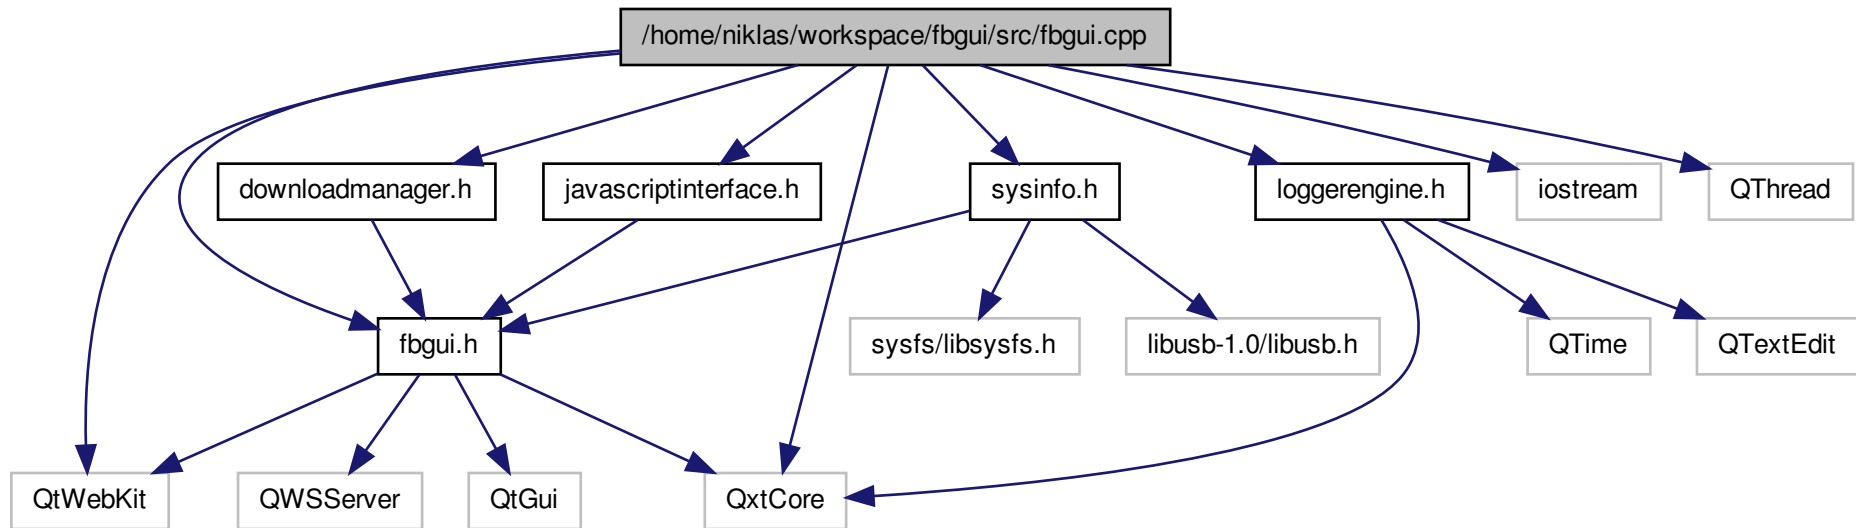 /home/niklas/workspace/fbgui/src/fbgui.cpp
downloadmanager.h
javascriptinterface.h
sysinfo.h
loggerengine.h
iostream
QThread
fbgui.h
sysfs/libsysfs.h
libusb-1.0/libusb.h
QTime
QTextEdit
QtWebKit
QWSServer
QtGui
QxtCore